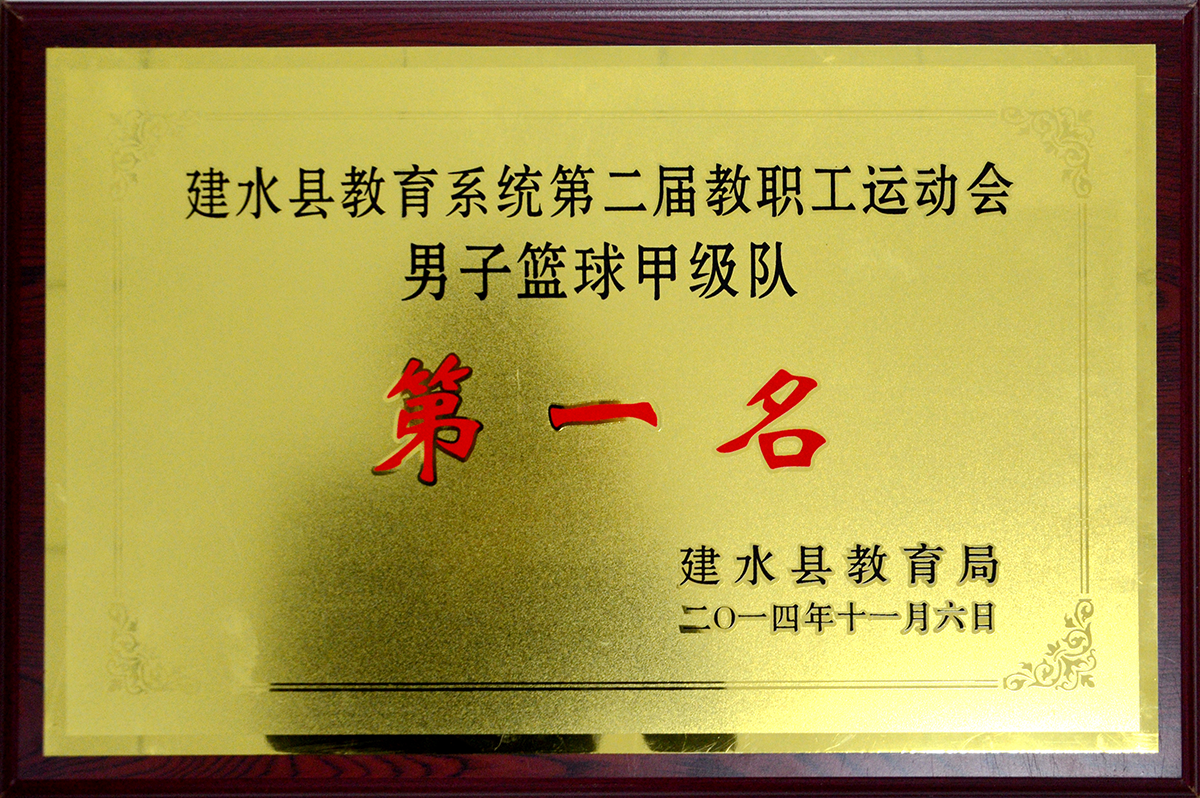 建水县教育系统第二届教职工运动会
男子篮球甲级队
第一名
建水县教育局
二〇一四年十一月六日